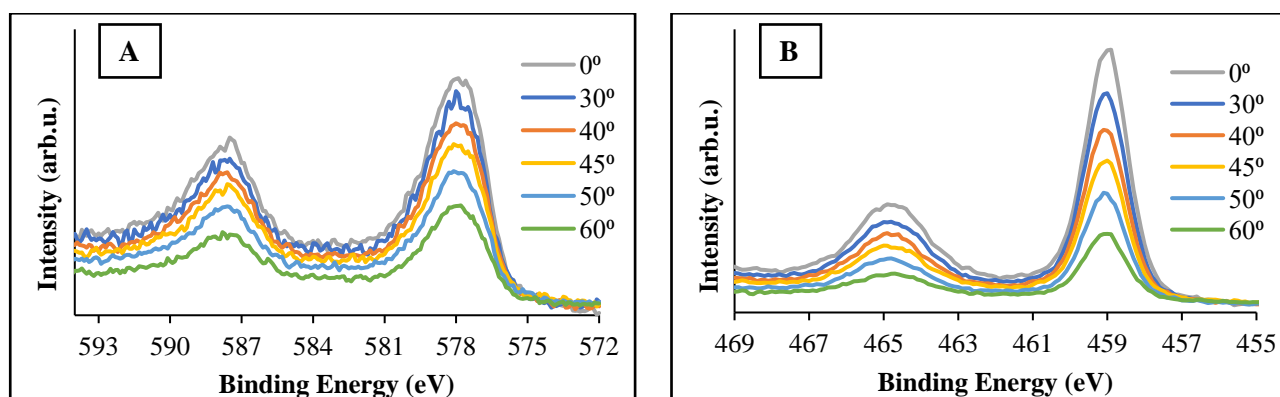 A
0º
30º
40º
45º
50º
60º
Intensity (arb.u.)
593 590 587 584 581 578 575 572
Binding Energy (eV)
B
0º
30º
40º
45º
50º
60º
Intensity (arb.u.)
469 467 465 463 461 459 457 455
Binding Energy (eV)